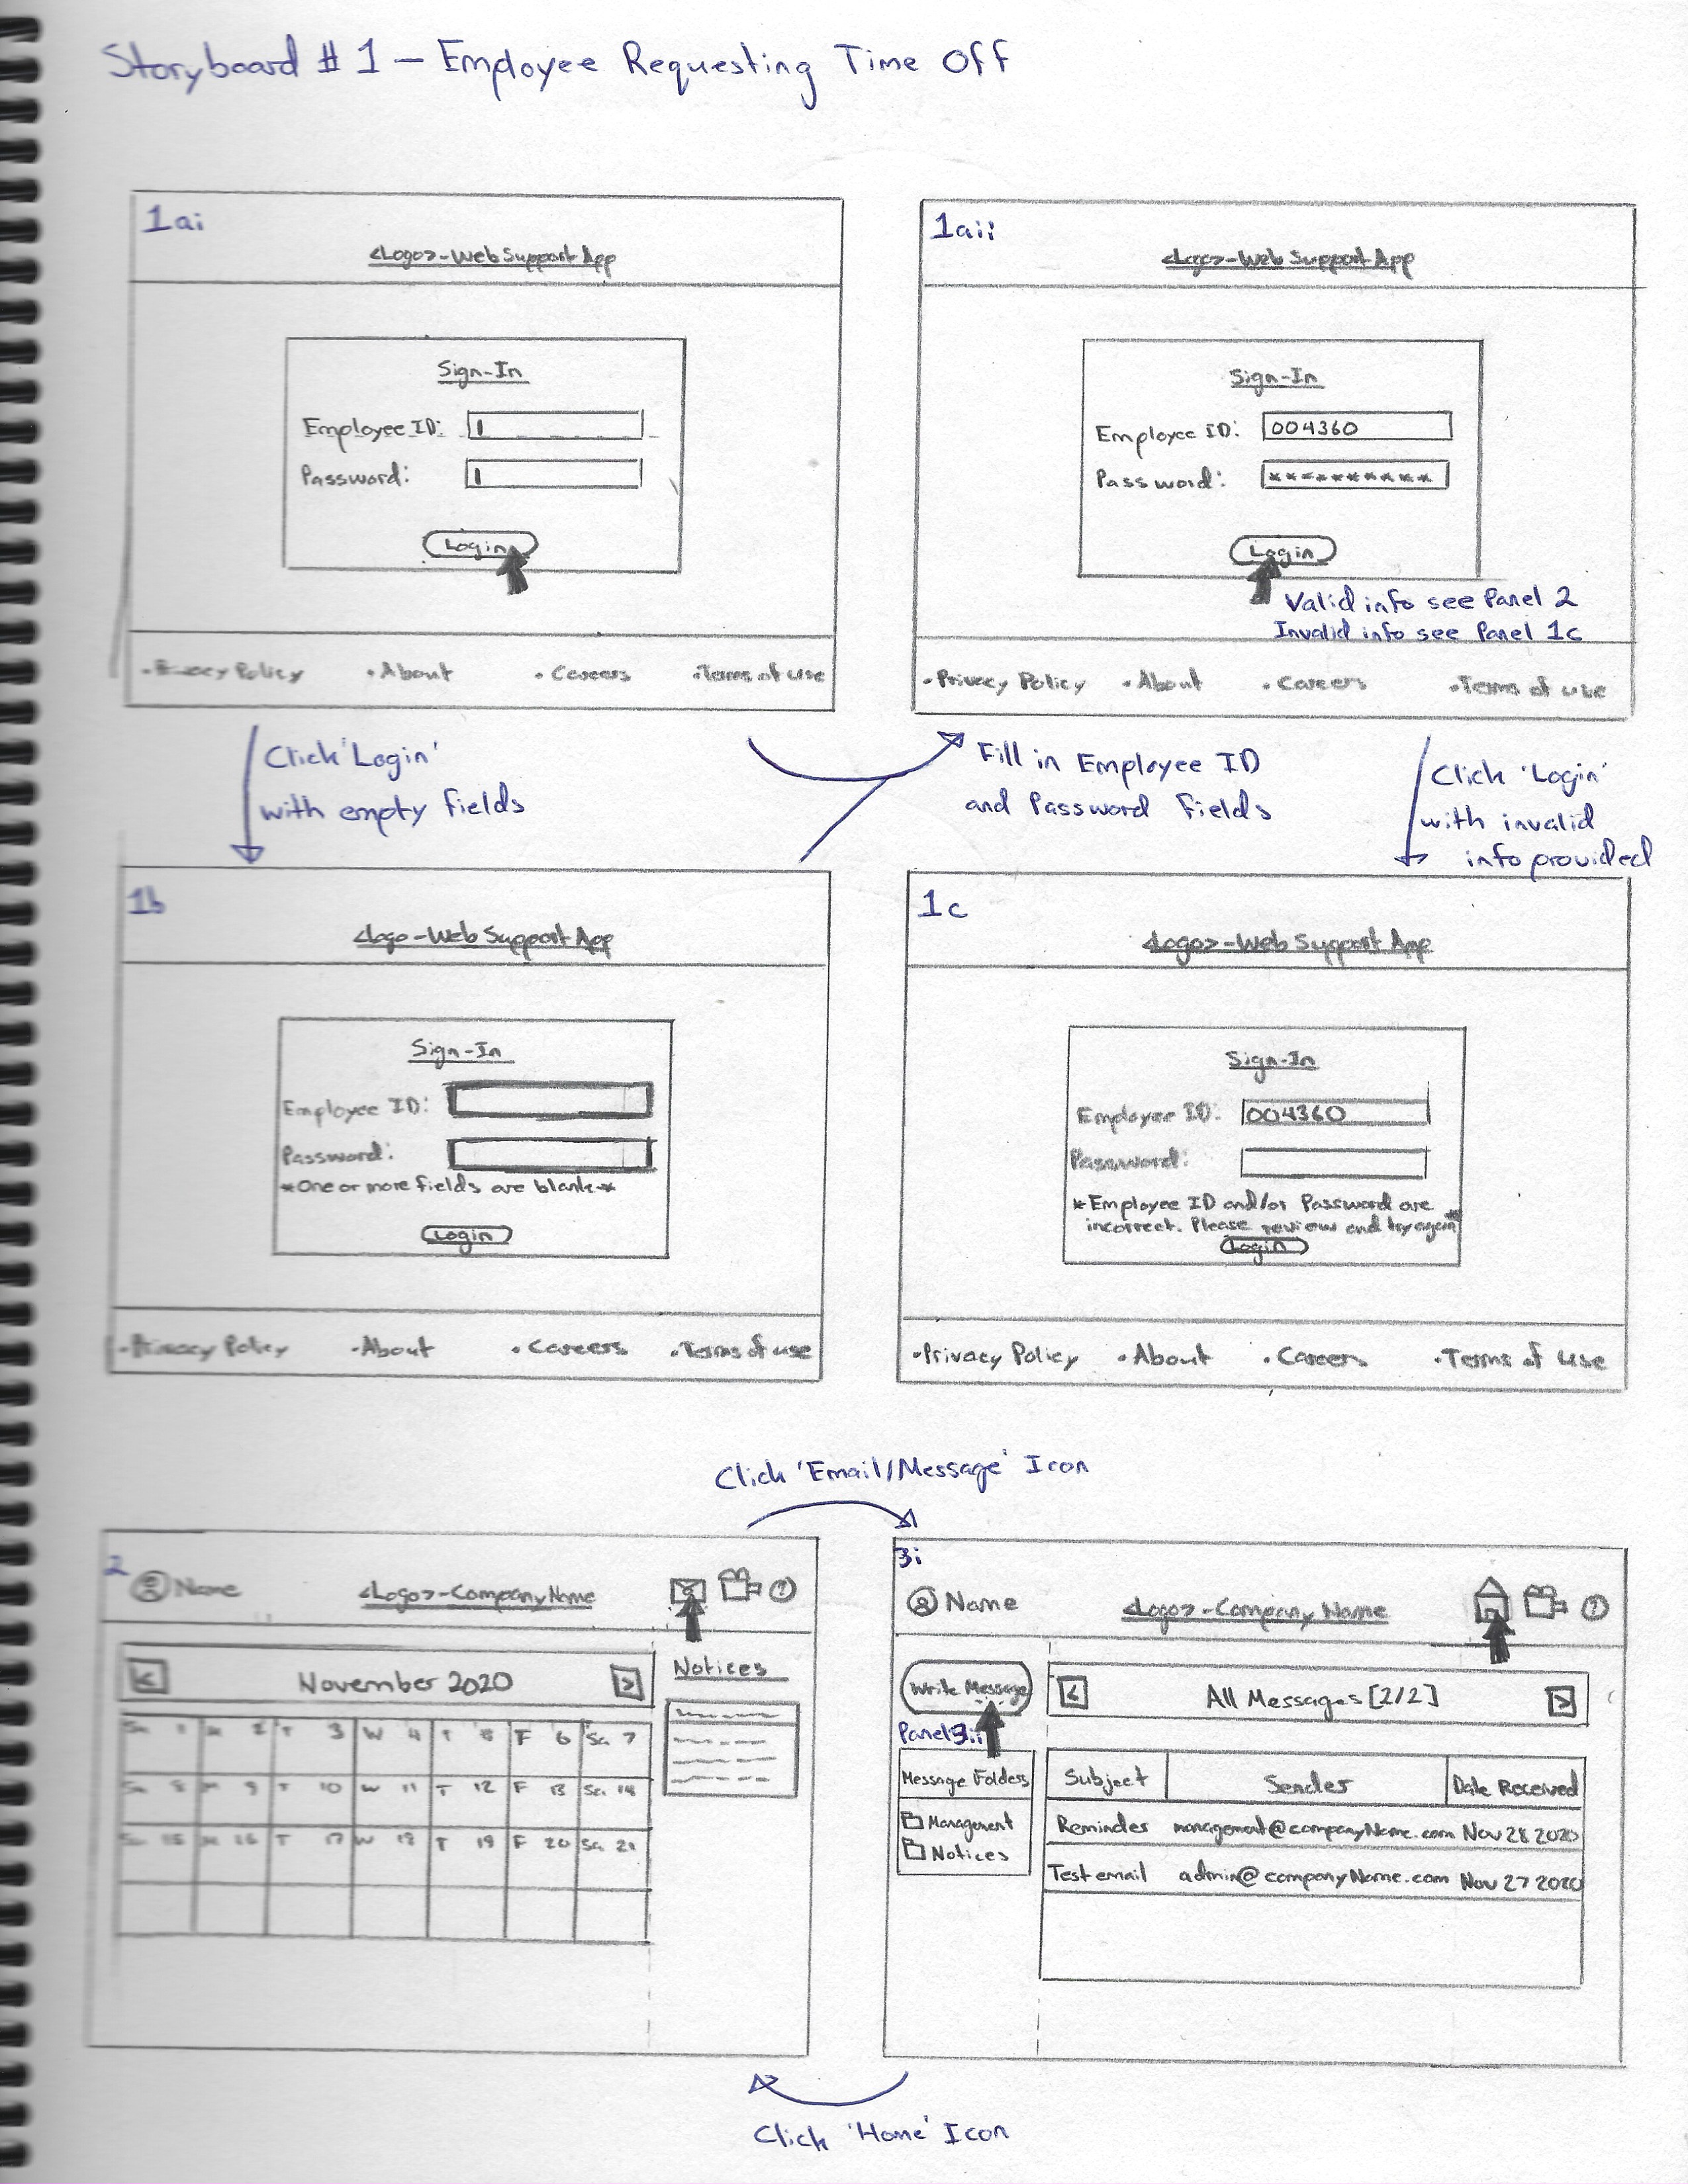 Storyboard # 1 — Employee Requesting Time Off
1ai
<Logo>-Web Support App
Sign-In
Employee ID:
Password:
Login
•Privacy Policy •About •Careers •Terms of Use
1aii
<Logo>-Web Support App
Sign-In
Employee ID: 004360
Password: **********
Login
Valid info see Panel 2
Invalid info see Panel 1c
•Privacy Policy •About •Careers •Terms of use
Click 'Login'
with empty fields
Fill in Employee ID
and Password fields
Click 'Login'
with invalid
info provided
1b
<Logo-Web Support App
Sign-In
Employee ID:
Password:
*One or more fields are blank*
Login
•Privacy Policy •About •Careers •Terms of use
1c
<Logo>-Web Support App
Sign-In
Employee ID: 004360
Password:
*Employee ID and/or Password are
incorrect. Please review and try again*
Login
•Privacy Policy •About •Careers •Terms of Use
Click 'Email/Message' Icon
2
Name <Logo>-CompanyName ?
< November 2020 >
Su 1 M 2 T 3 W 4 T 5 F 6 Sa 7
Su 8 M 9 T 10 W 11 T 12 F 13 Sa 14
Su 15 M 16 T 17 W 18 T 19 F 20 Sa 21
Notices
3i
Name <Logo>-Company Name ?
Write Message
Panel 3ii
< All Messages [2/2] >
Message Folders
Management
Notices
Subject Sender Date Received
Reminder management@companyName.com Nov 28 2020
Test email admin@companyName.com Nov 27 2020
Click 'Home' Icon